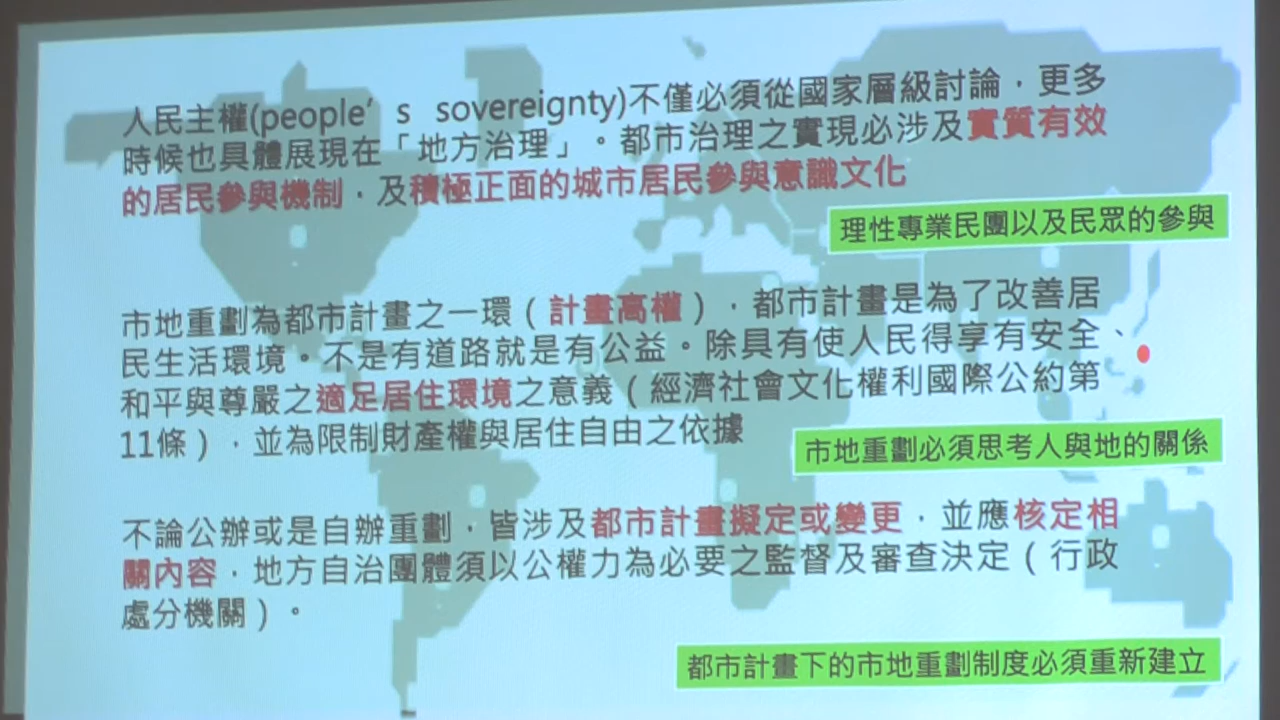 人民主權(people's sovereignty)不僅必須從國家層級討論，更多
時候也具體展現在「地方治理」。都市治理之實現必涉及實質有效
的居民參與機制，及積極正面的城市居民參與意識文化
理性專業民團以及民眾的參與
市地重劃為都市計畫之一環（計畫高權），都市計畫是為了改善居
民生活環境。不是有道路就是有公益。除具有使人民得享有安全、
和平與尊嚴之適足居住環境之意義（經濟社會文化權利國際公約第
11條），並為限制財產權與居住自由之依據
市地重劃必須思考人與地的關係
不論公辦或是自辦重劃，皆涉及都市計畫擬定或變更，並應核定相
關內容，地方自治團體須以公權力為必要之監督及審查決定（行政
處分機關）。
都市計畫下的市地重劃制度必須重新建立